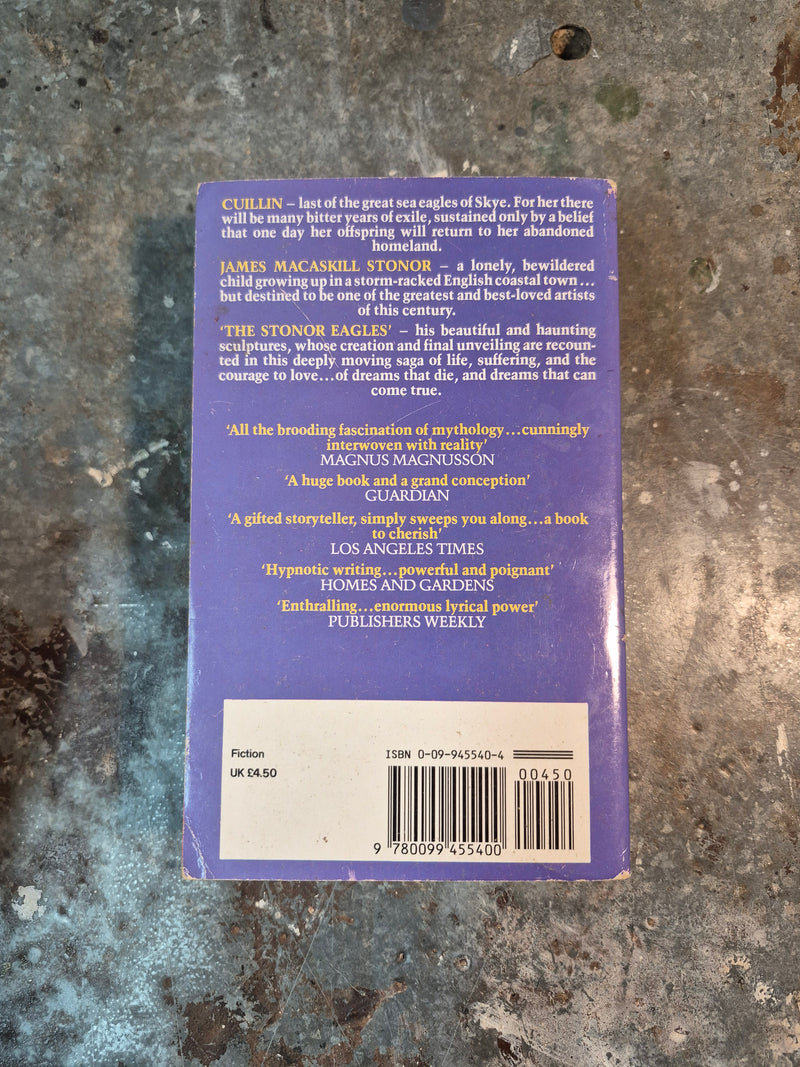 CUILLIN – last of the great sea eagles of Skye. For her there
will be many bitter years of exile, sustained only by a belief
that one day her offspring will return to her abandoned
homeland.
JAMES MACASKILL STONOR – a lonely, bewildered
child growing up in a storm-racked English coastal town...
but destined to be one of the greatest and best-loved artists
of this century.
'THE STONOR EAGLES' – his beautiful and haunting
sculptures, whose creation and final unveiling are recoun-
ted in this deeply moving saga of life, suffering, and the
courage to love...of dreams that die, and dreams that can
come true.
'All the brooding fascination of mythology...cunningly
interwoven with reality'
MAGNUS MAGNUSSON
'A huge book and a grand conception'
GUARDIAN
'A gifted storyteller, simply sweeps you along...a book
to cherish'
LOS ANGELES TIMES
'Hypnotic writing...powerful and poignant'
HOMES AND GARDENS
'Enthralling...enormous lyrical power'
PUBLISHERS WEEKLY
Fiction
UK £4.50
ISBN 0-09-945540-4
00450
9 780099 455400